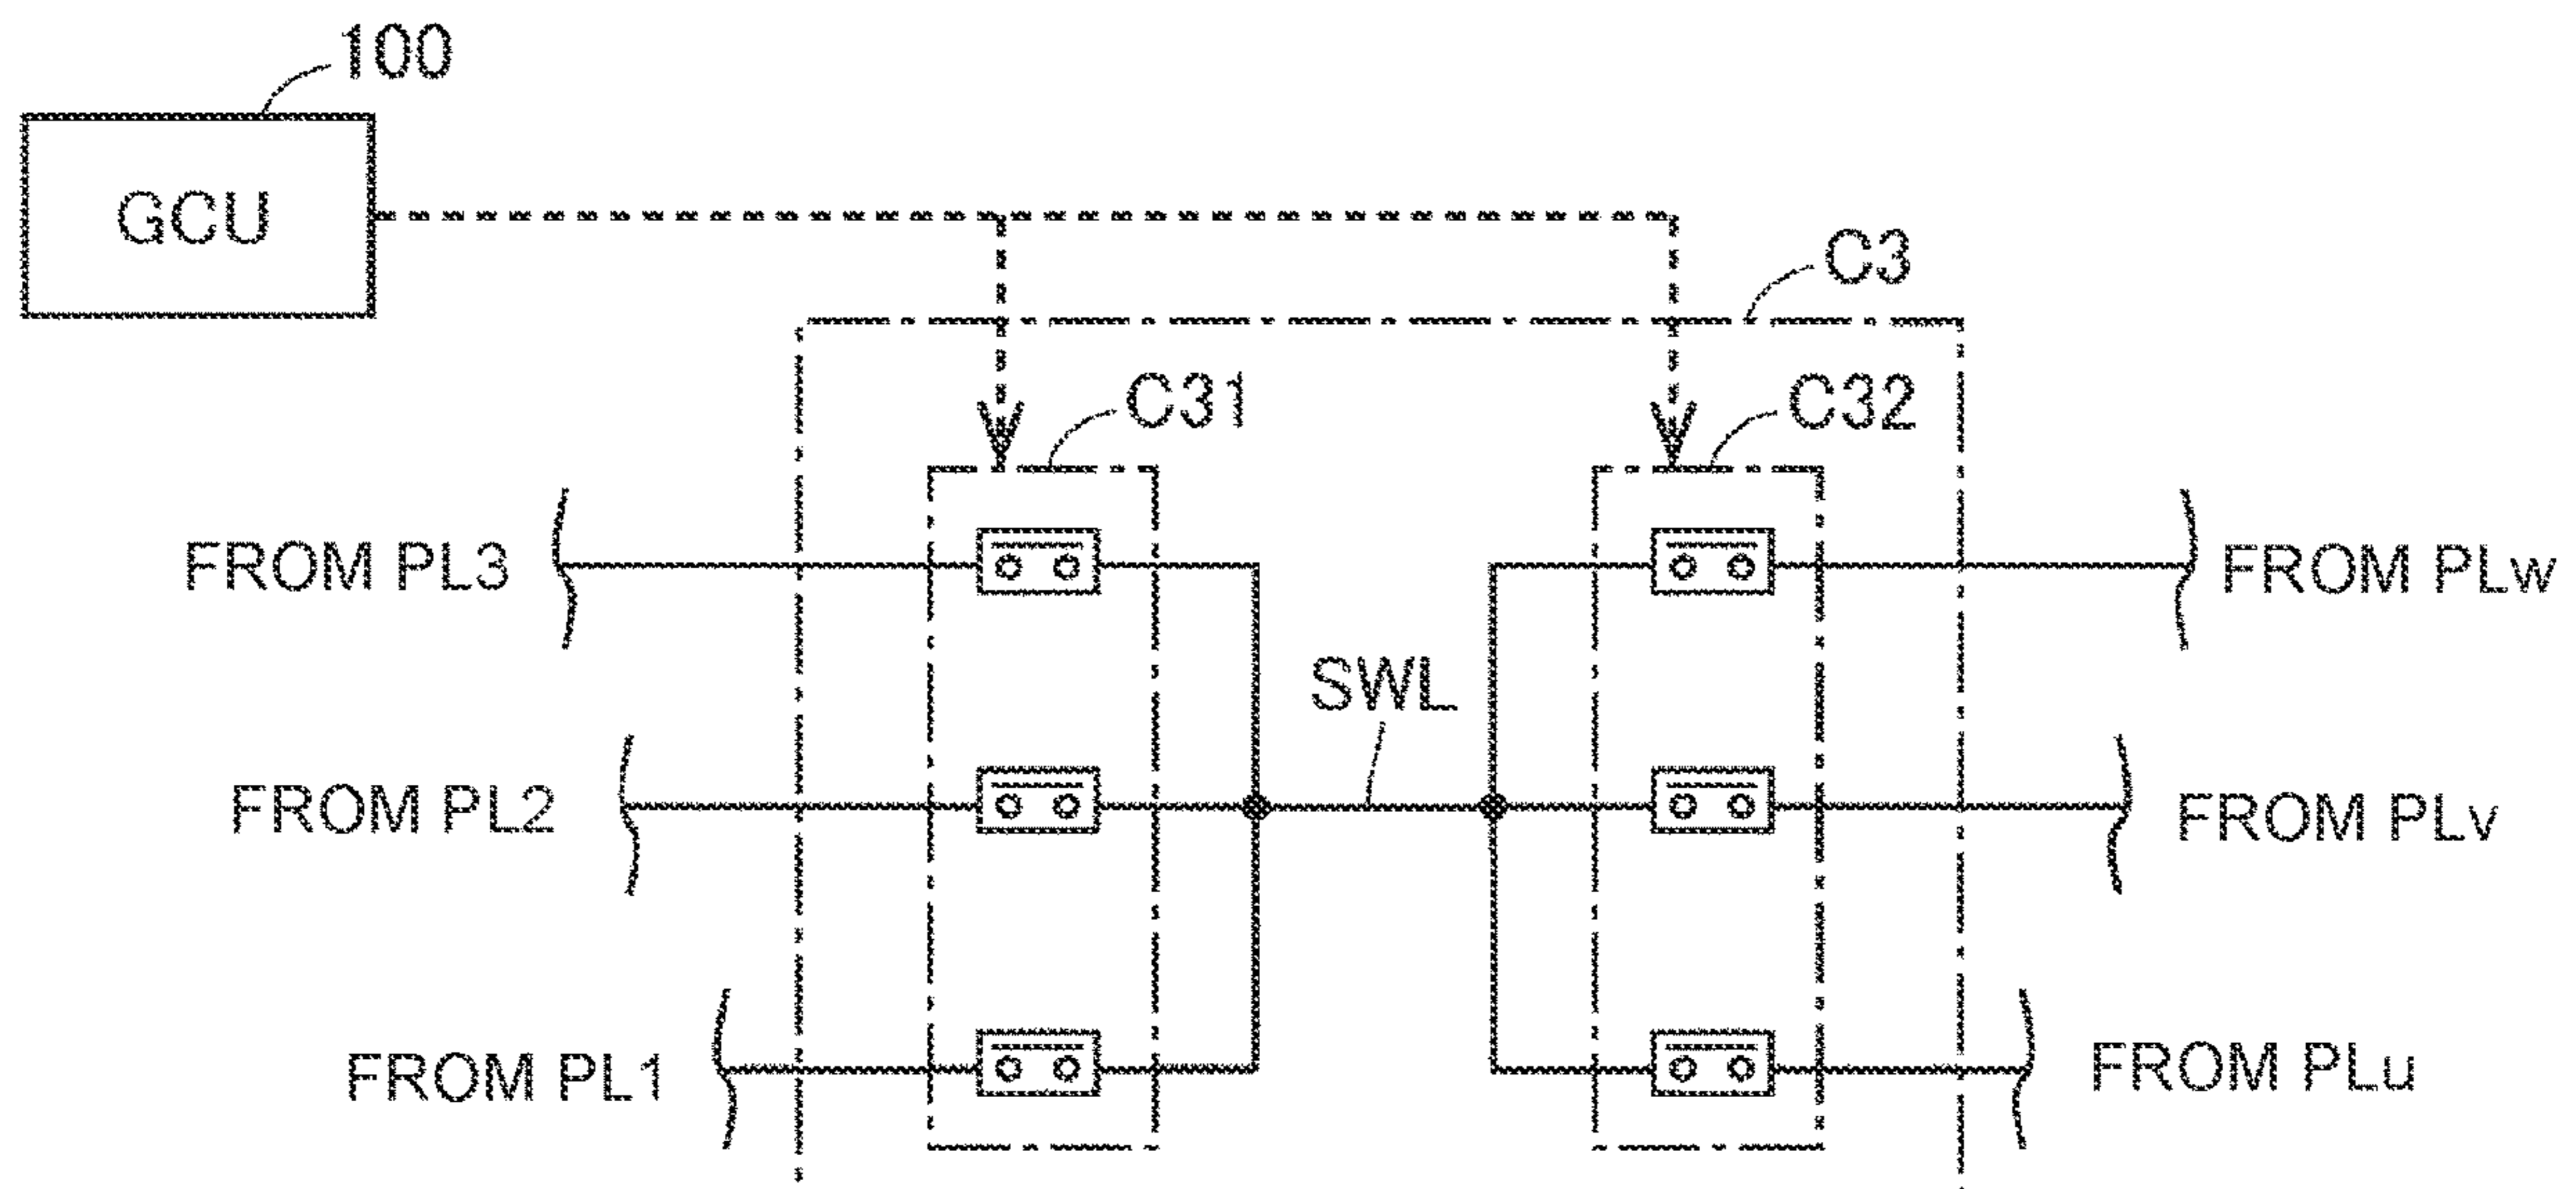 100
GCU
C3
C31
C32
FROM PL3
FROM PLw
SWL
FROM PL2
FROM PLv
FROM PL1
FROM PLu